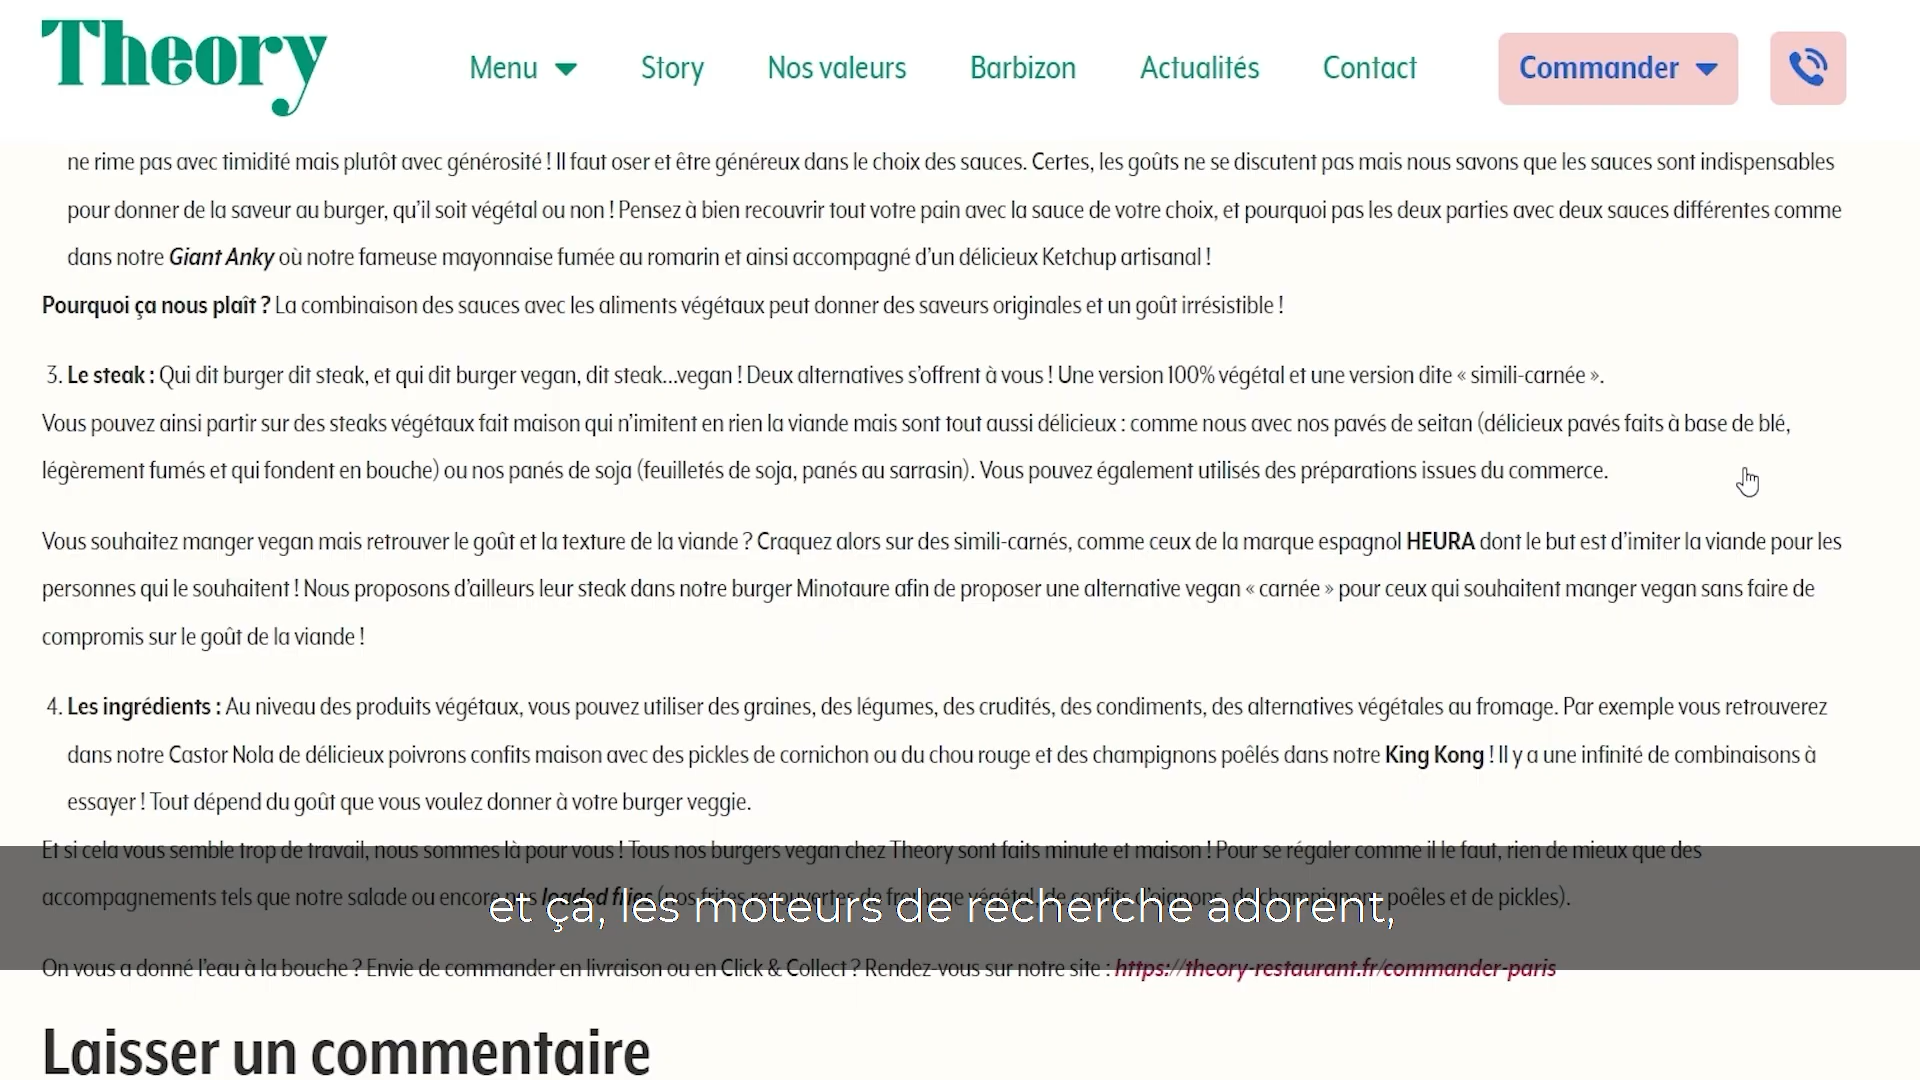 Theory
Menu Story Nos valeurs Barbizon Actualités Contact Commander
ne rime pas avec timidité mais plutôt avec générosité ! Il faut oser et être généreux dans le choix des sauces. Certes, les goûts ne se discutent pas mais nous savons que les sauces sont indispensables
pour donner de la saveur au burger, qu'il soit végétal ou non ! Pensez à bien recouvrir tout votre pain avec la sauce de votre choix, et pourquoi pas les deux parties avec deux sauces différentes comme
dans notre Giant Anky où notre fameuse mayonnaise fumée au romarin et ainsi accompagné d'un délicieux Ketchup artisanal !
Pourquoi ça nous plaît ? La combinaison des sauces avec les aliments végétaux peut donner des saveurs originales et un goût irrésistible !
3. Le steak : Qui dit burger dit steak, et qui dit burger vegan, dit steak...vegan ! Deux alternatives s'offrent à vous ! Une version 100% végétal et une version dite « simili-carnée ».
Vous pouvez ainsi partir sur des steaks végétaux fait maison qui n'imitent en rien la viande mais sont tout aussi délicieux : comme nous avec nos pavés de seitan (délicieux pavés faits à base de blé,
légèrement fumés et qui fondent en bouche) ou nos panés de soja (feuilletés de soja, panés au sarrasin). Vous pouvez également utilisés des préparations issues du commerce.
Vous souhaitez manger vegan mais retrouver le goût et la texture de la viande ? Craquez alors sur des simili-carnés, comme ceux de la marque espagnol HEURA dont le but est d'imiter la viande pour les
personnes qui le souhaitent ! Nous proposons d'ailleurs leur steak dans notre burger Minotaure afin de proposer une alternative vegan « carnée » pour ceux qui souhaitent manger vegan sans faire de
compromis sur le goût de la viande !
4. Les ingrédients : Au niveau des produits végétaux, vous pouvez utiliser des graines, des légumes, des crudités, des condiments, des alternatives végétales au fromage. Par exemple vous retrouverez
dans notre Castor Nola de délicieux poivrons confits maison avec des pickles de cornichon ou du chou rouge et des champignons poêlés dans notre King Kong ! Il y a une infinité de combinaisons à
essayer ! Tout dépend du goût que vous voulez donner à votre burger veggie.
Et si cela vous semble trop de travail, nous sommes là pour vous ! Tous nos burgers vegan chez Theory sont faits minute et maison ! Pour se régaler comme il le faut, rien de mieux que des
accompagnements tels que notre salade ou encore nos loaded fries (nos frites recouvertes de fromage végétal, de confits d'oignons, de champignons poêles et de pickles).
et ça, les moteurs de recherche adorent,
On vous a donné l'eau à la bouche ? Envie de commander en livraison ou en Click & Collect ? Rendez-vous sur notre site : https://theory-restaurant.fr/commander-paris
Laisser un commentaire